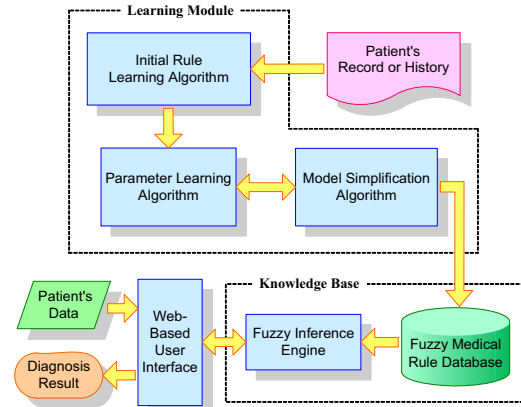 Learning Module
Initial Rule
Learning Algorithm
Patient's
Record or History
Parameter Learning
Algorithm
Model Simplification
Algorithm
Knowledge Base
Patient's
Data
Web-
Based
User
Interface
Fuzzy Inference
Engine
Fuzzy Medical
Rule Database
Diagnosis
Result